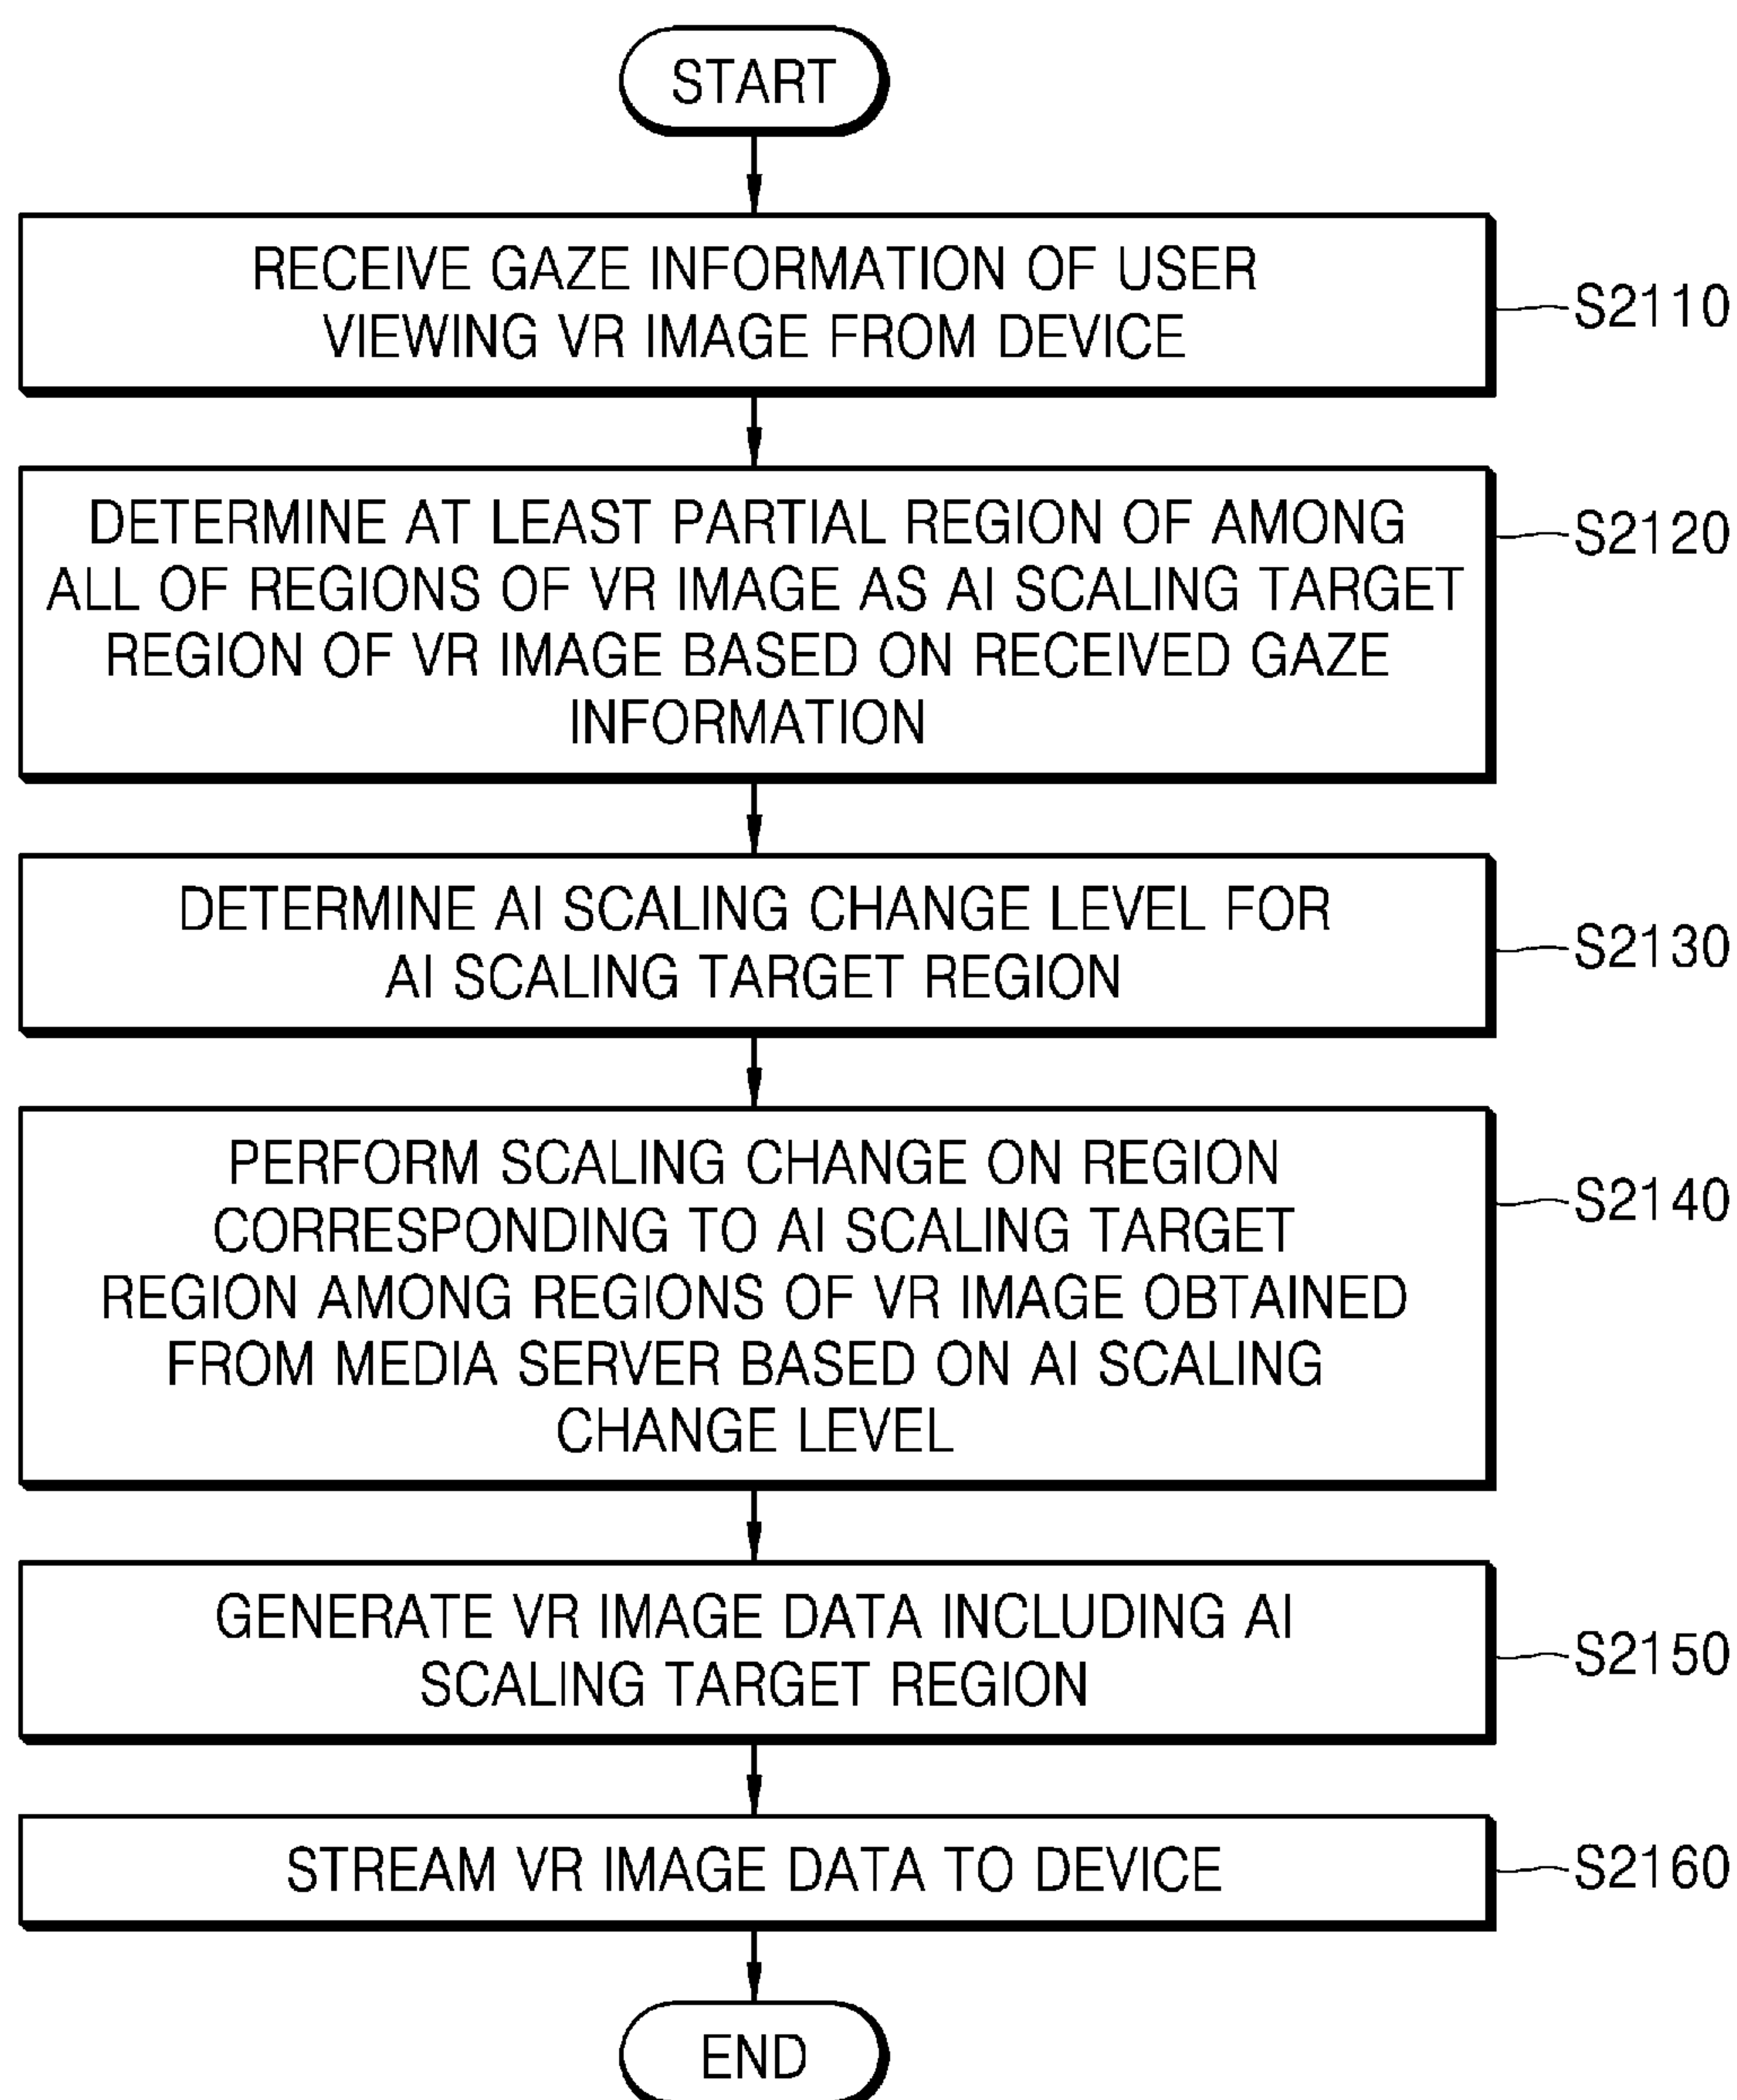 START
RECEIVE GAZE INFORMATION OF USER
VIEWING VR IMAGE FROM DEVICE
S2110
DETERMINE AT LEAST PARTIAL REGION OF AMONG
ALL OF REGIONS OF VR IMAGE AS AI SCALING TARGET
REGION OF VR IMAGE BASED ON RECEIVED GAZE
INFORMATION
S2120
DETERMINE AI SCALING CHANGE LEVEL FOR
AI SCALING TARGET REGION
S2130
PERFORM SCALING CHANGE ON REGION
CORRESPONDING TO AI SCALING TARGET
REGION AMONG REGIONS OF VR IMAGE OBTAINED
FROM MEDIA SERVER BASED ON AI SCALING
CHANGE LEVEL
S2140
GENERATE VR IMAGE DATA INCLUDING AI
SCALING TARGET REGION
S2150
STREAM VR IMAGE DATA TO DEVICE
S2160
END